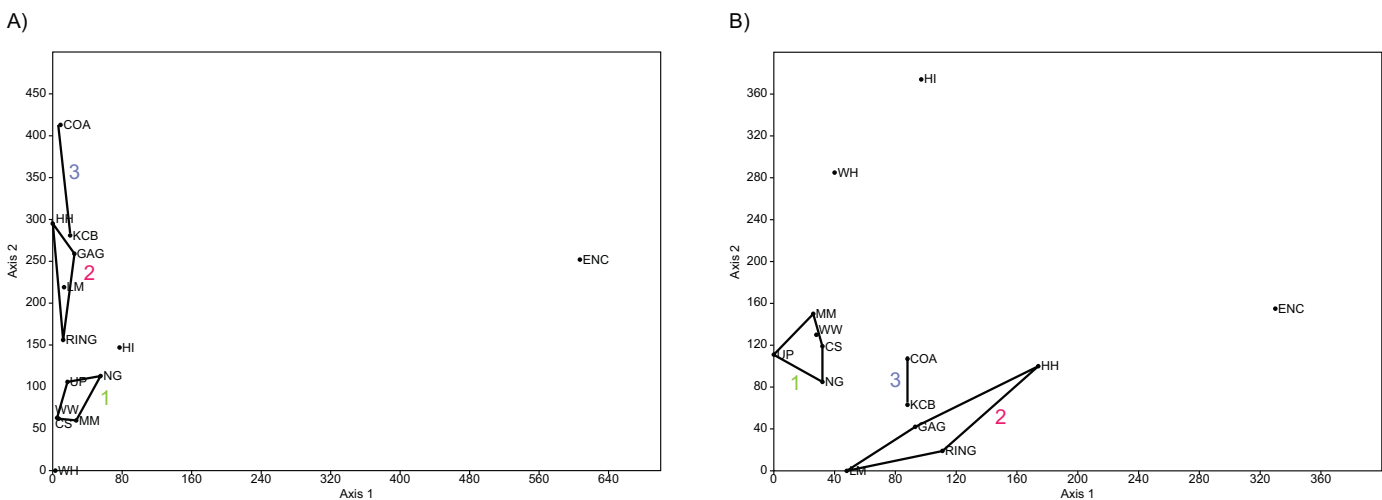 A)
450
400
350
300
250
200
150
100
50
0
Axis 2
COA
3
HH
KCB
GAG
2
LM
ENC
RING
HI
NG
UP
1
WW
CS
MM
WH
0
80
160
240
320
400
480
560
640
Axis 1
B)
360
320
280
240
200
160
120
80
40
0
Axis 2
HI
WH
ENC
MM
WW
CS
UP
NG
1
COA
3
KCB
HH
GAG
2
RING
LM
0
40
80
120
160
200
240
280
320
360
Axis 1